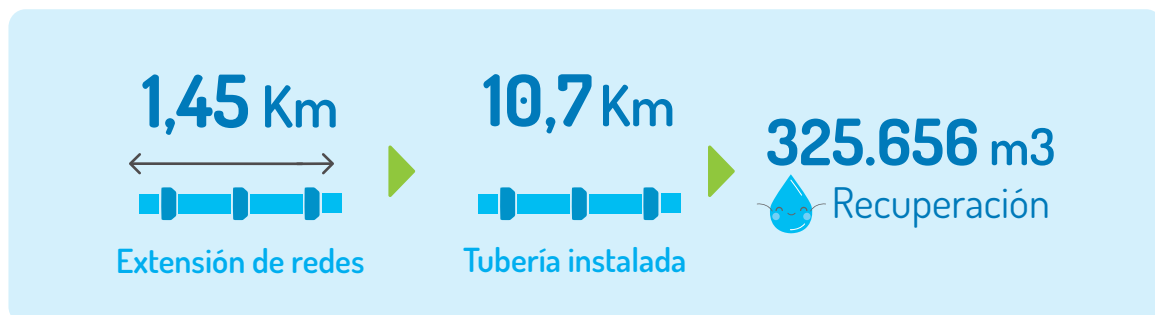 1,45 Km
Extensión de redes
10,7 Km
Tubería instalada
325.656 m3
Recuperación